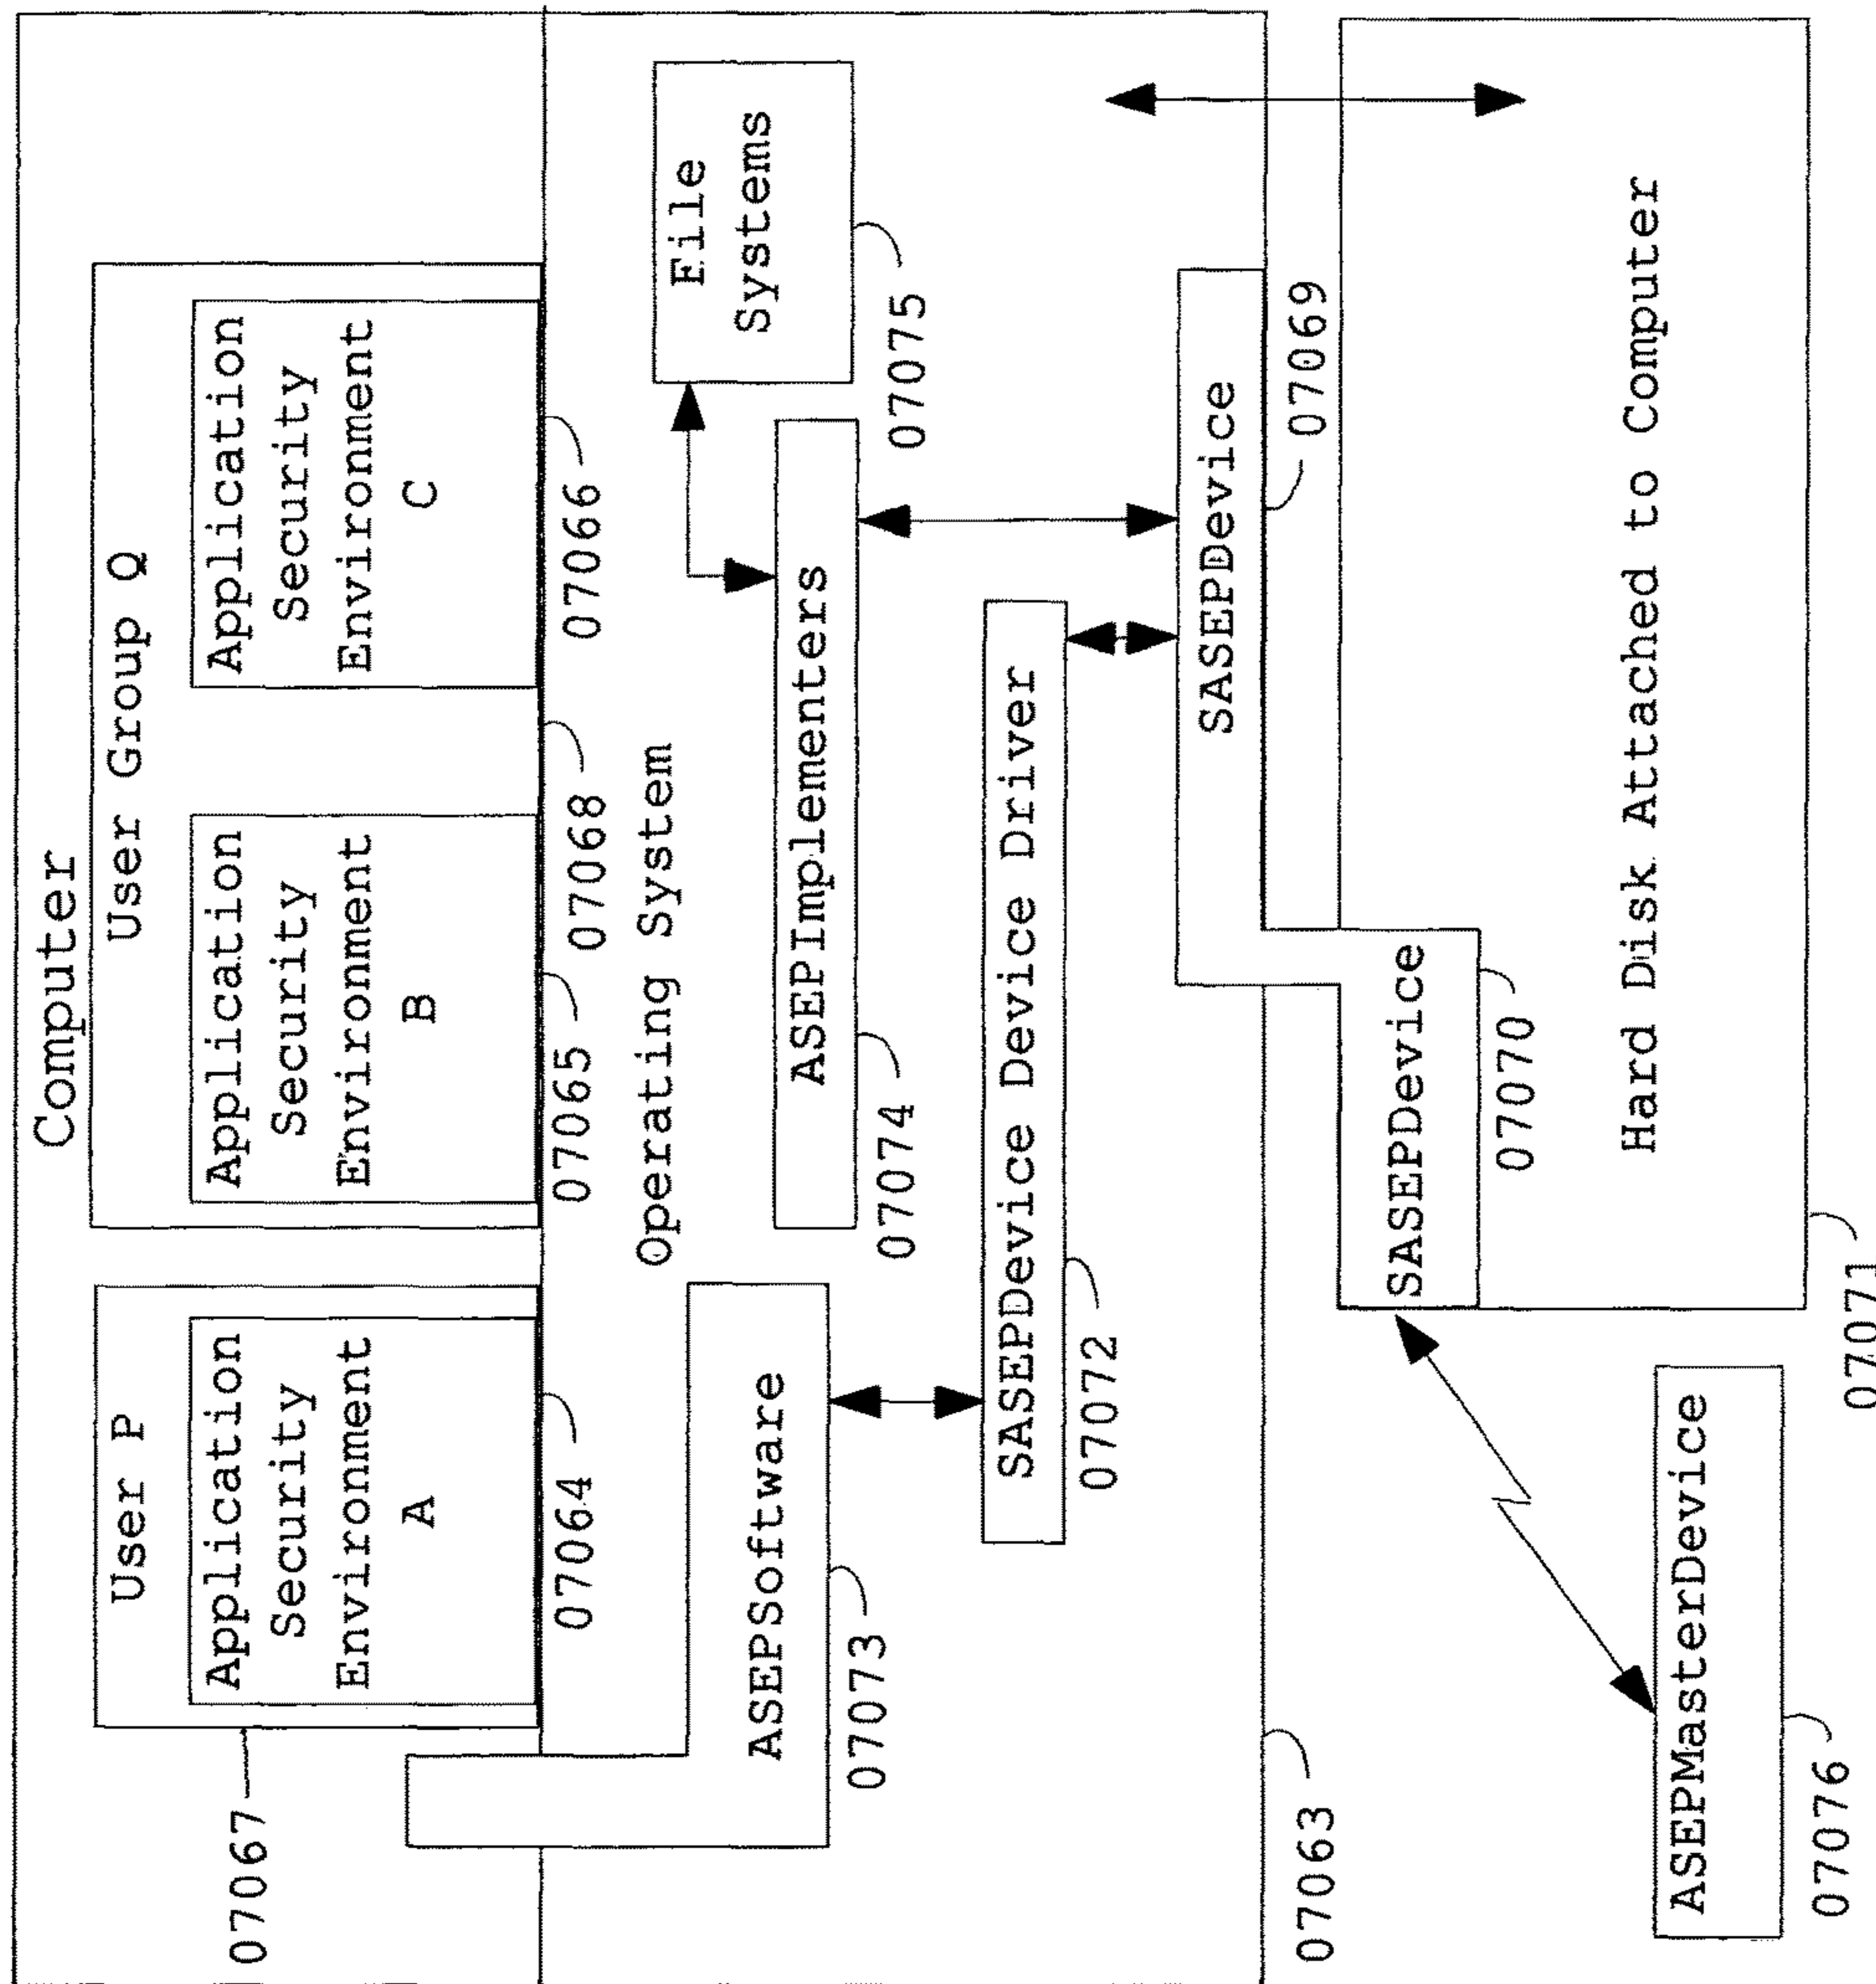 Computer
User P
User Group Q
Application
Security
Environment
A
Application
Security
Environment
B
Application
Security
Environment
C
07067
07064
07065
07068
07066
Operating System
File
Systems
07075
ASEPSoftware
07073
ASEPImplementers
07074
SASEPDevice Device Driver
07072
SASEPDevice
07069
07063
SASEPDevice
07070
Hard Disk Attached to Computer
07071
ASEPMasterDevice
07076